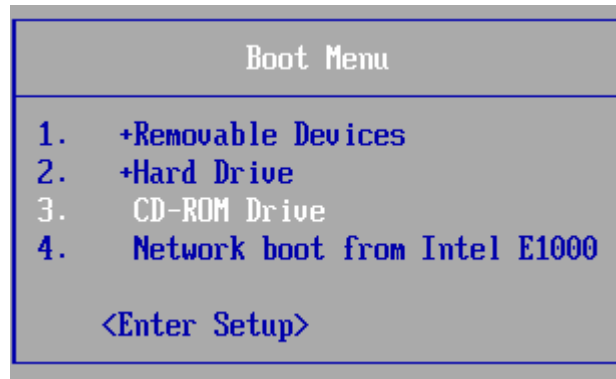 Boot Menu
1. +Removable Devices
2. +Hard Drive
3. CD-ROM Drive
4. Network boot from Intel E1000
<Enter Setup>